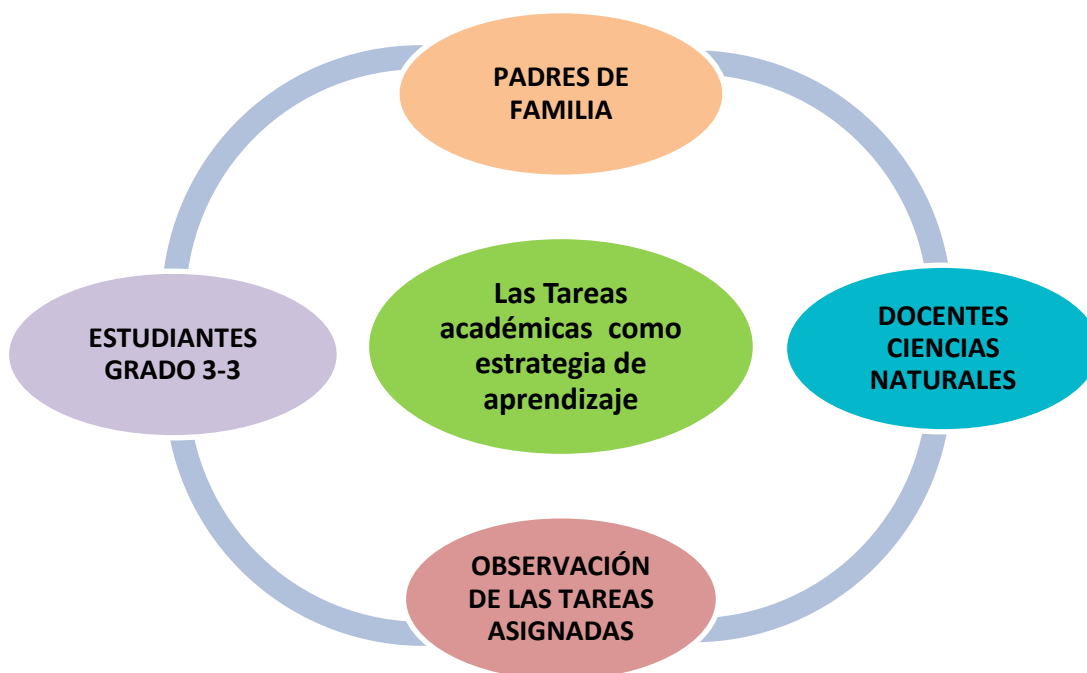 PADRES DE
FAMILIA
Las Tareas
académicas como
estrategia de
aprendizaje
ESTUDIANTES
GRADO 3-3
DOCENTES
CIENCIAS
NATURALES
OBSERVACIÓN
DE LAS TAREAS
ASIGNADAS